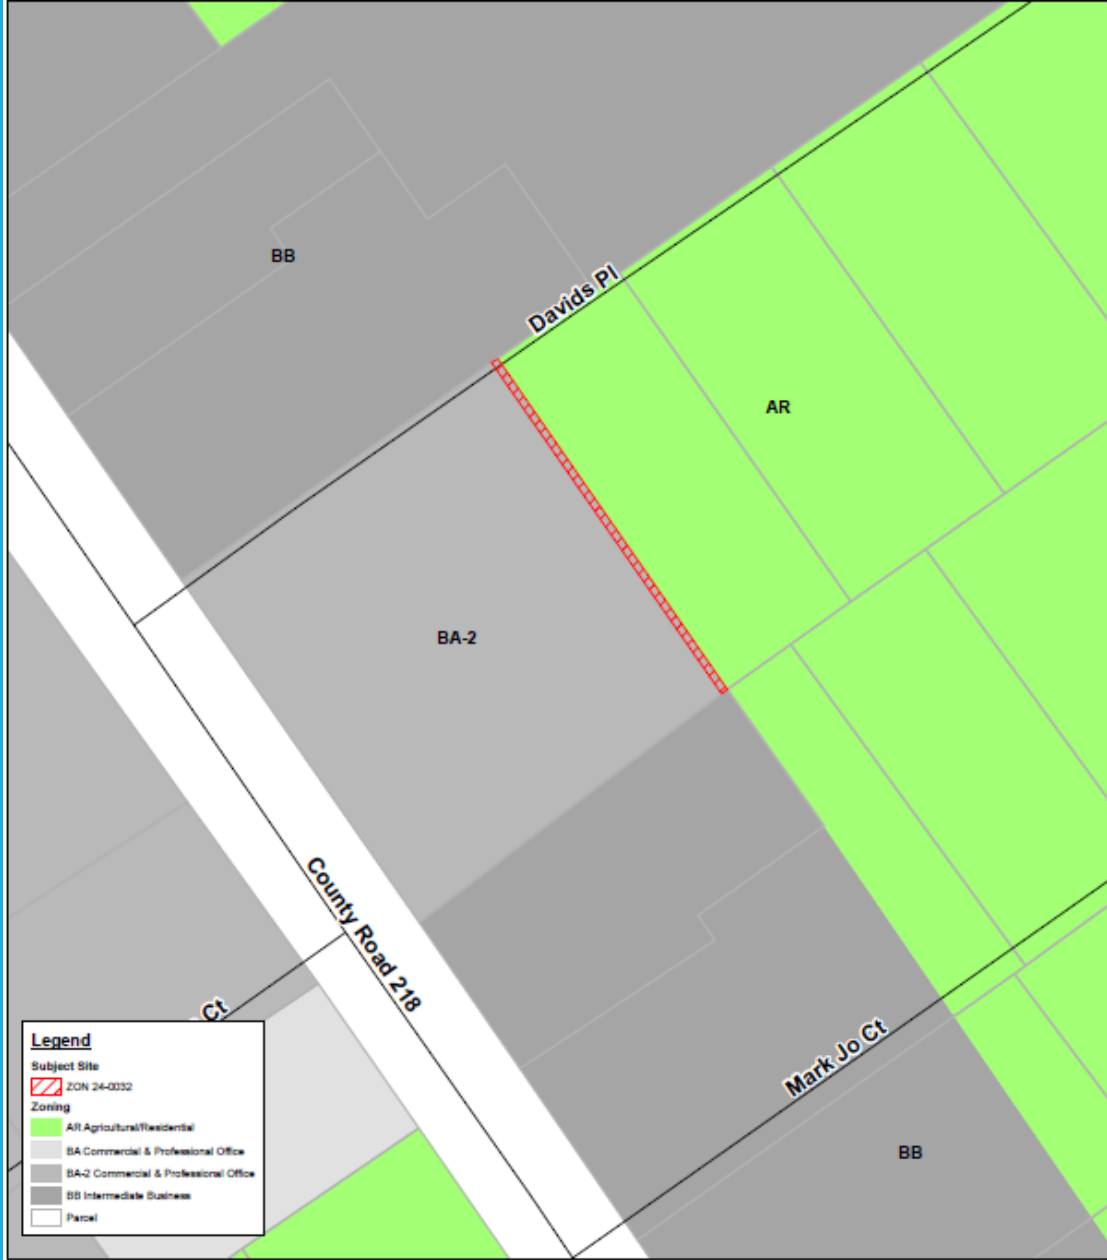 BB
Davids Pl
AR
BA-2
County Road 218
Ct
Mark Jo Ct
BB
Legend
Subject Site
ZON 24-0032
Zoning
AR Agricultural/Residential
BA Commercial & Professional Office
BA-2 Commercial & Professional Office
BB Intermediate Business
Parcel